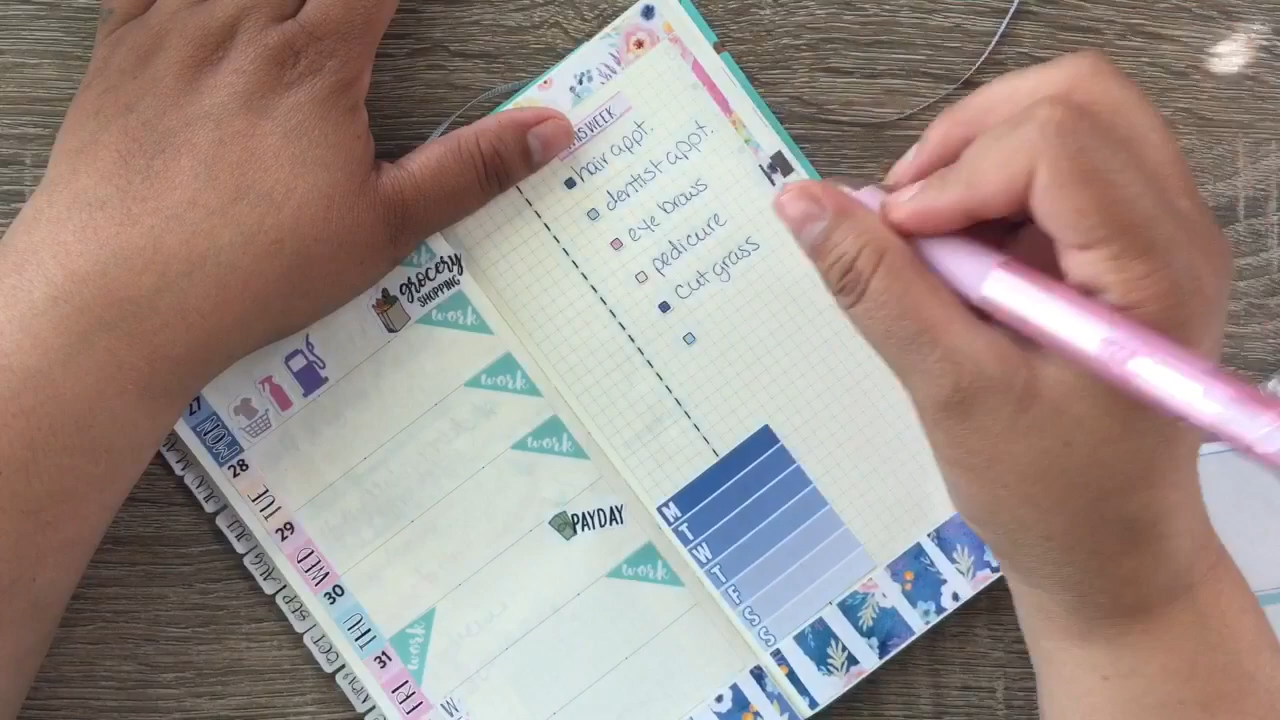 THIS WEEK
hair appt.
dentist appt.
eye brows
pedicure
cut grass
grocery
SHOPPING
work
work
work
PAYDAY
work
work
27
MON
28
TUE
29
WED
30
THU
31
FRI
W
M
T
W
T
F
S
S
MAY
JUN
JUL
AUG
SEP
OCT